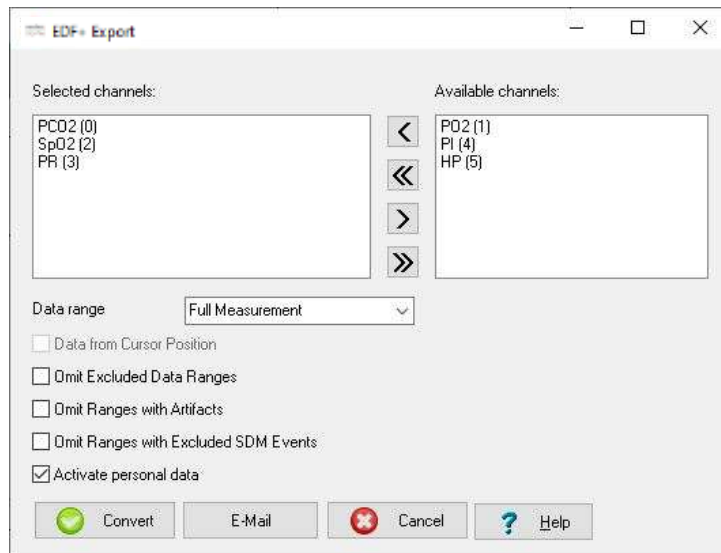 EDF+ Export
Selected channels:
Available channels:
PCO2 (0)
SpO2 (2)
PR (3)
PO2 (1)
PI (4)
HP (5)
Data range
Full Measurement
Data from Cursor Position
Omit Excluded Data Ranges
Omit Ranges with Artifacts
Omit Ranges with Excluded SDM Events
Activate personal data
Convert
E-Mail
Cancel
Help